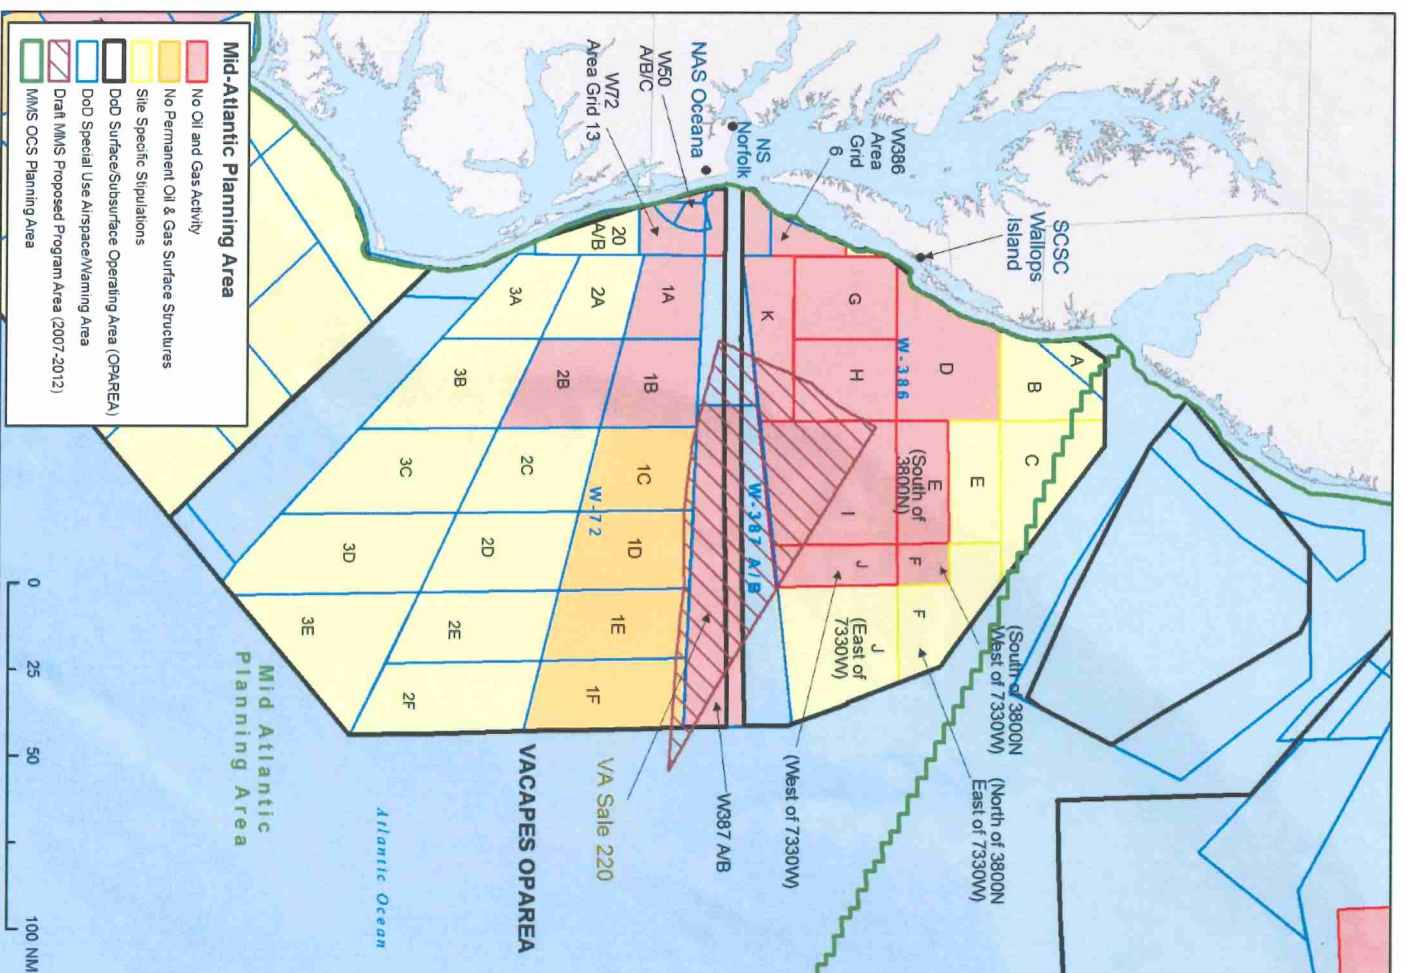 Mid-Atlantic Planning Area
No Oil and Gas Activity
No Permanent Oil & Gas Surface Structures
Site Specific Stipulations
DoD Surface/Subsurface Operating Area (OPAREA)
DoD Special Use Airspace/Warning Area
Draft MMS Proposed Program Area (2007-2012)
MMS OCS Planning Area
SCSC
Wallops
Island
W386
Area
Grid
6
NS
Norfolk
NAS Oceana
W50
A/B/C
W72
Area Grid 13
A
B
C
D
E
E
(South of
3800N)
F
F
G
H
I
J
J
(East of
7330W)
K
W-386
W-387 A/B
W-72
20
A/B
1A
1B
1C
1D
1E
1F
2A
2B
2C
2D
2E
2F
3A
3B
3C
3D
3E
(South of 3800N
West of 7330W)
(North of 3800N
East of 7330W)
(West of 7330W)
W387 A/B
VA Sale 220
VACAPES OPAREA
Atlantic Ocean
Mid Atlantic
Planning Area
0
25
50
100 NM